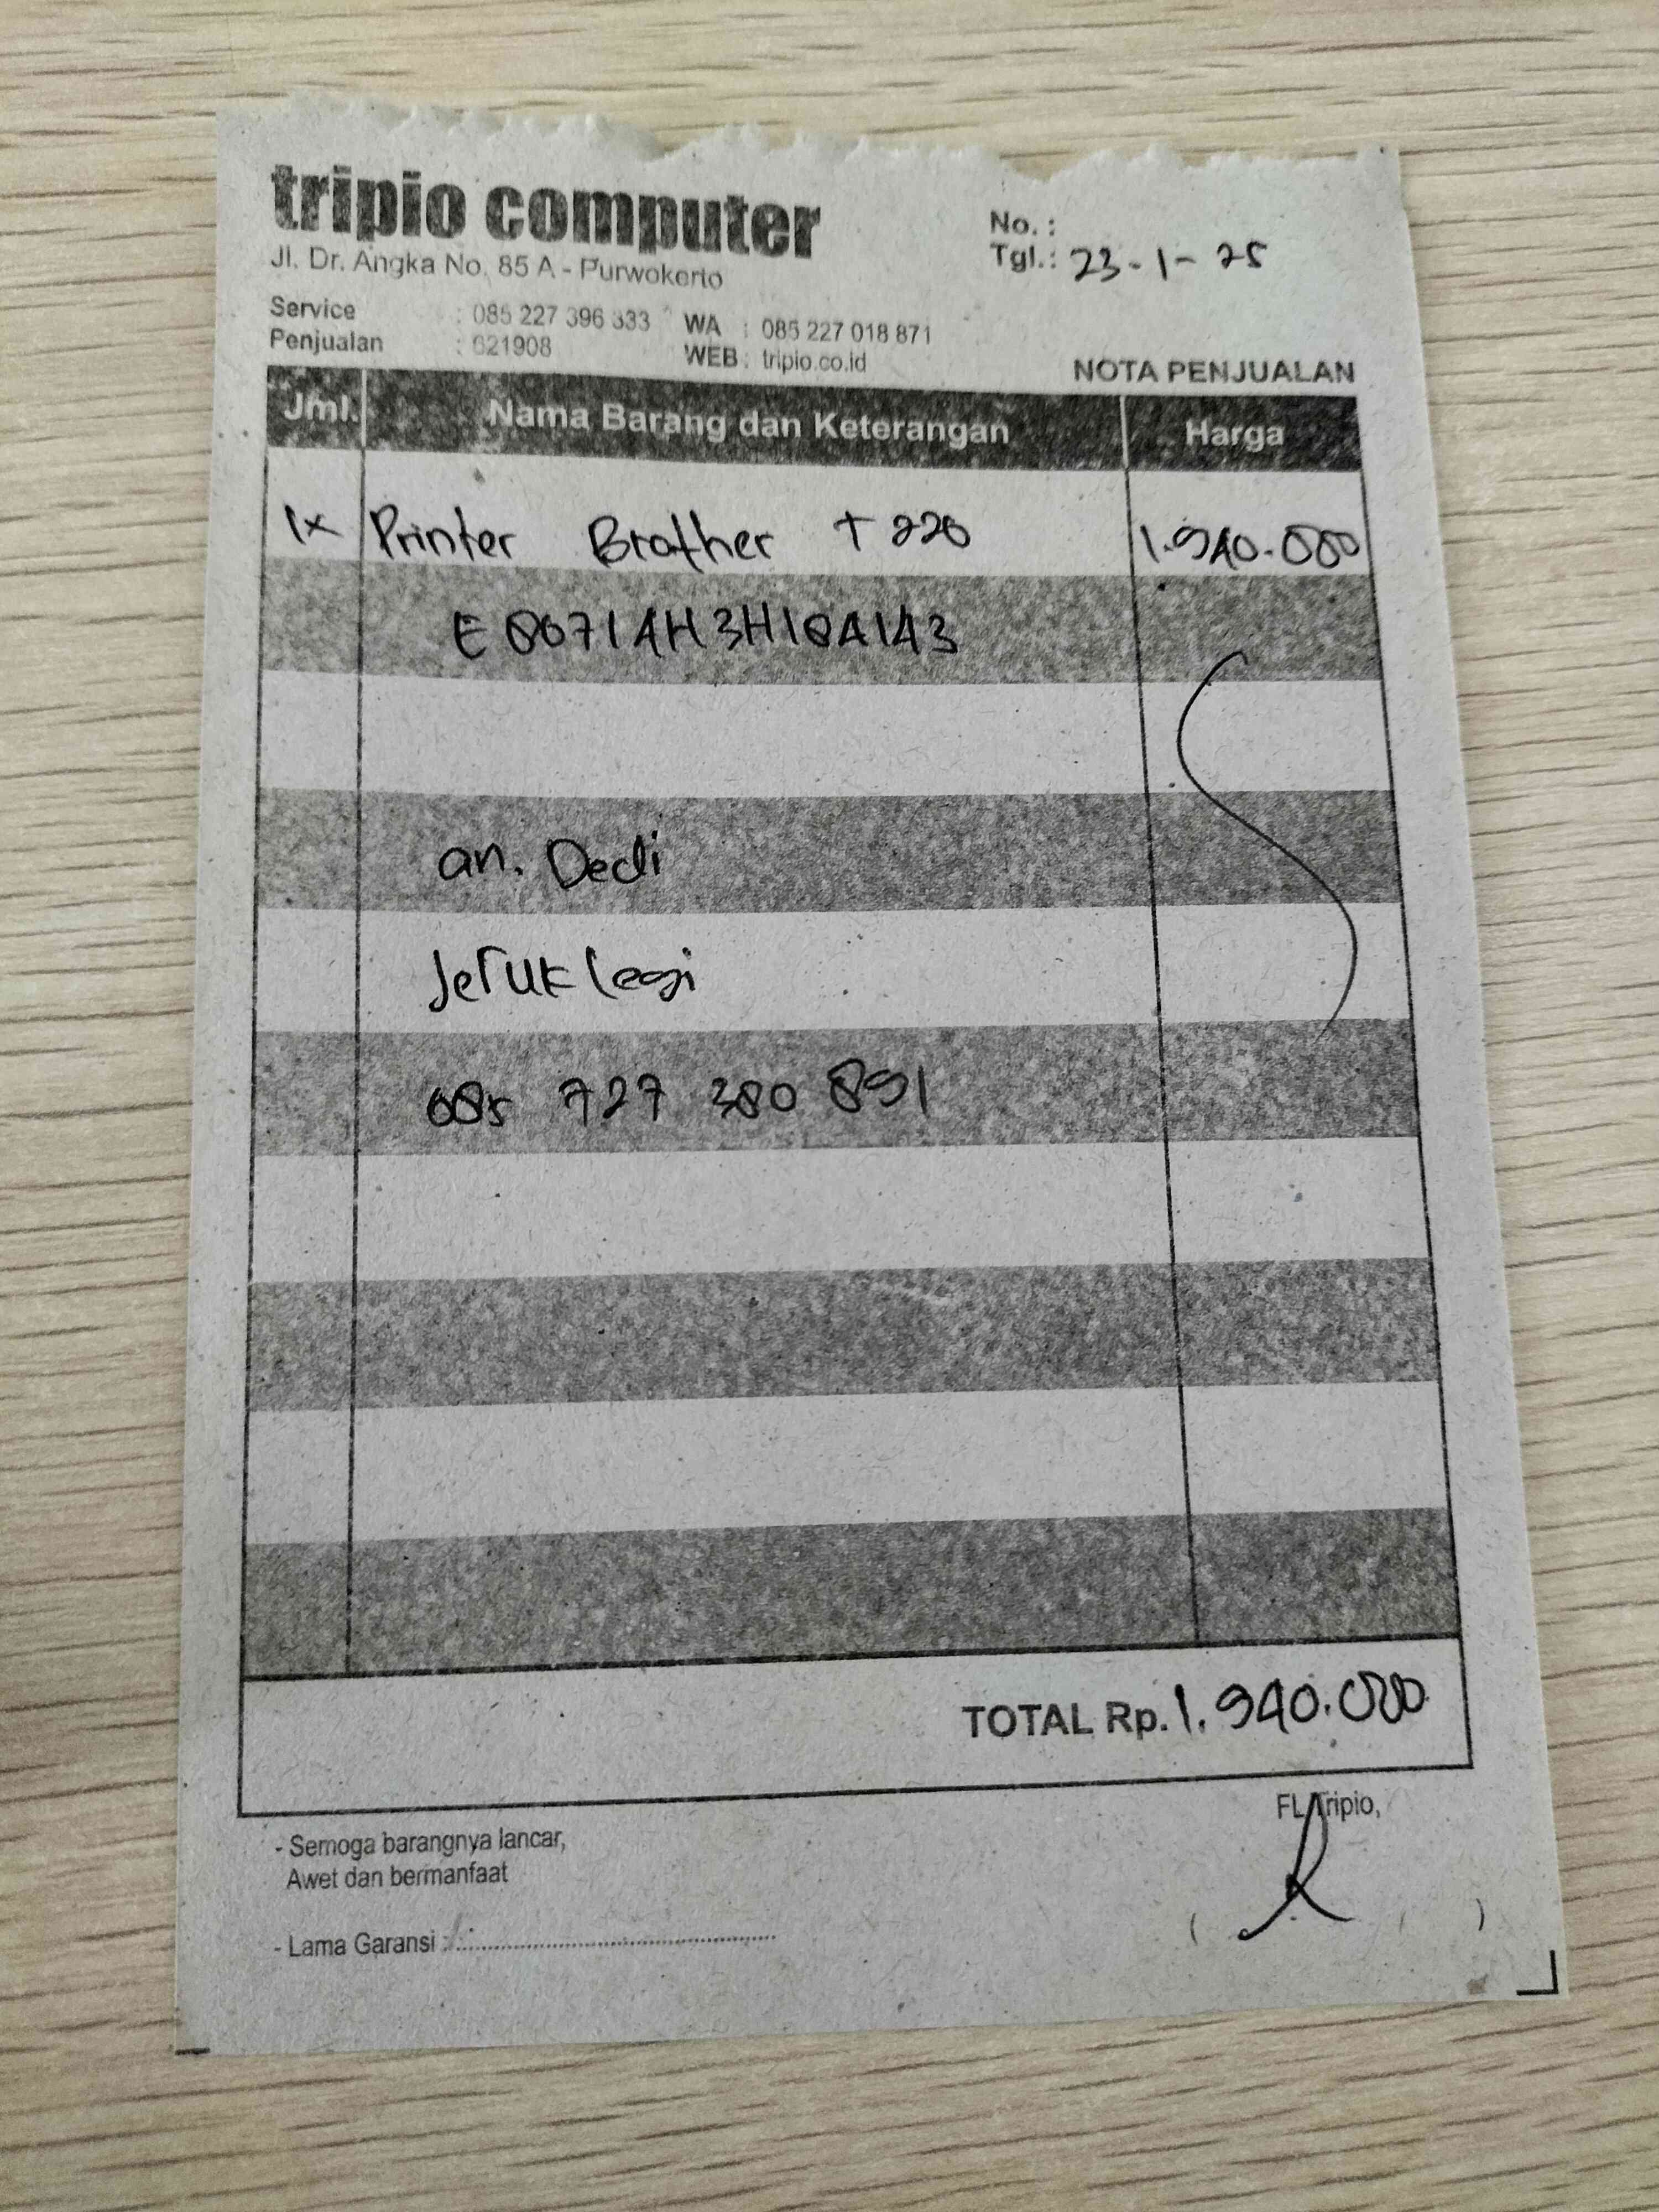 tripio computer
Jl. Dr. Angka No. 85 A - Purwokerto
No. :
Tgl.: 23-1-25
Service : 085 227 396 333 WA : 085 227 018 871
Penjualan : 621908 WEB : tripio.co.id
NOTA PENJUALAN
Jml. Nama Barang dan Keterangan Harga
1x Printer Brother T220 1.940.000
E8071AH3H18A143
an. Dedi
Jeruk legi
085 727 380 891
TOTAL Rp. 1.940.000
FL Tripio,
- Semoga barangnya lancar,
Awet dan bermanfaat
- Lama Garansi :
( )